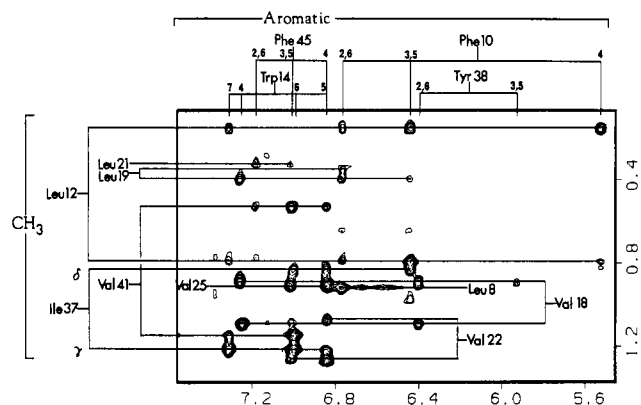 Aromatic
Phe 45
Phe 10
2,6 3,5 4 2,6 3,5 4
Trp 14
Tyr 38
7 4 6 5 2,6 3,5
Leu 21
Leu 19
0.4
Leu 12
CH3
0.8
δ
Val 41
Val 25
Leu 8
Val 18
Ile 37
Val 22
γ
1.2
7.2 6.8 6.4 6.0 5.6